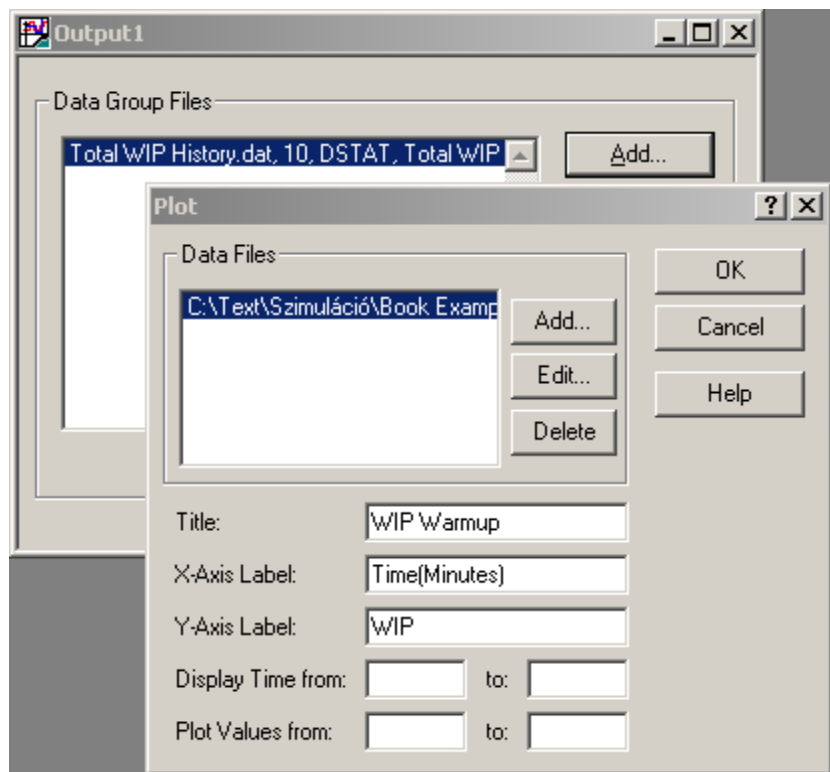 Output1
Data Group Files
Total WIP History.dat, 10, DSTAT, Total WIP
Add...
Plot
Data Files
C:\Text\Szimuláció\Book Examp
Add...
Edit...
Delete
OK
Cancel
Help
Title:
WIP Warmup
X-Axis Label:
Time(Minutes)
Y-Axis Label:
WIP
Display Time from:
to:
Plot Values from:
to: